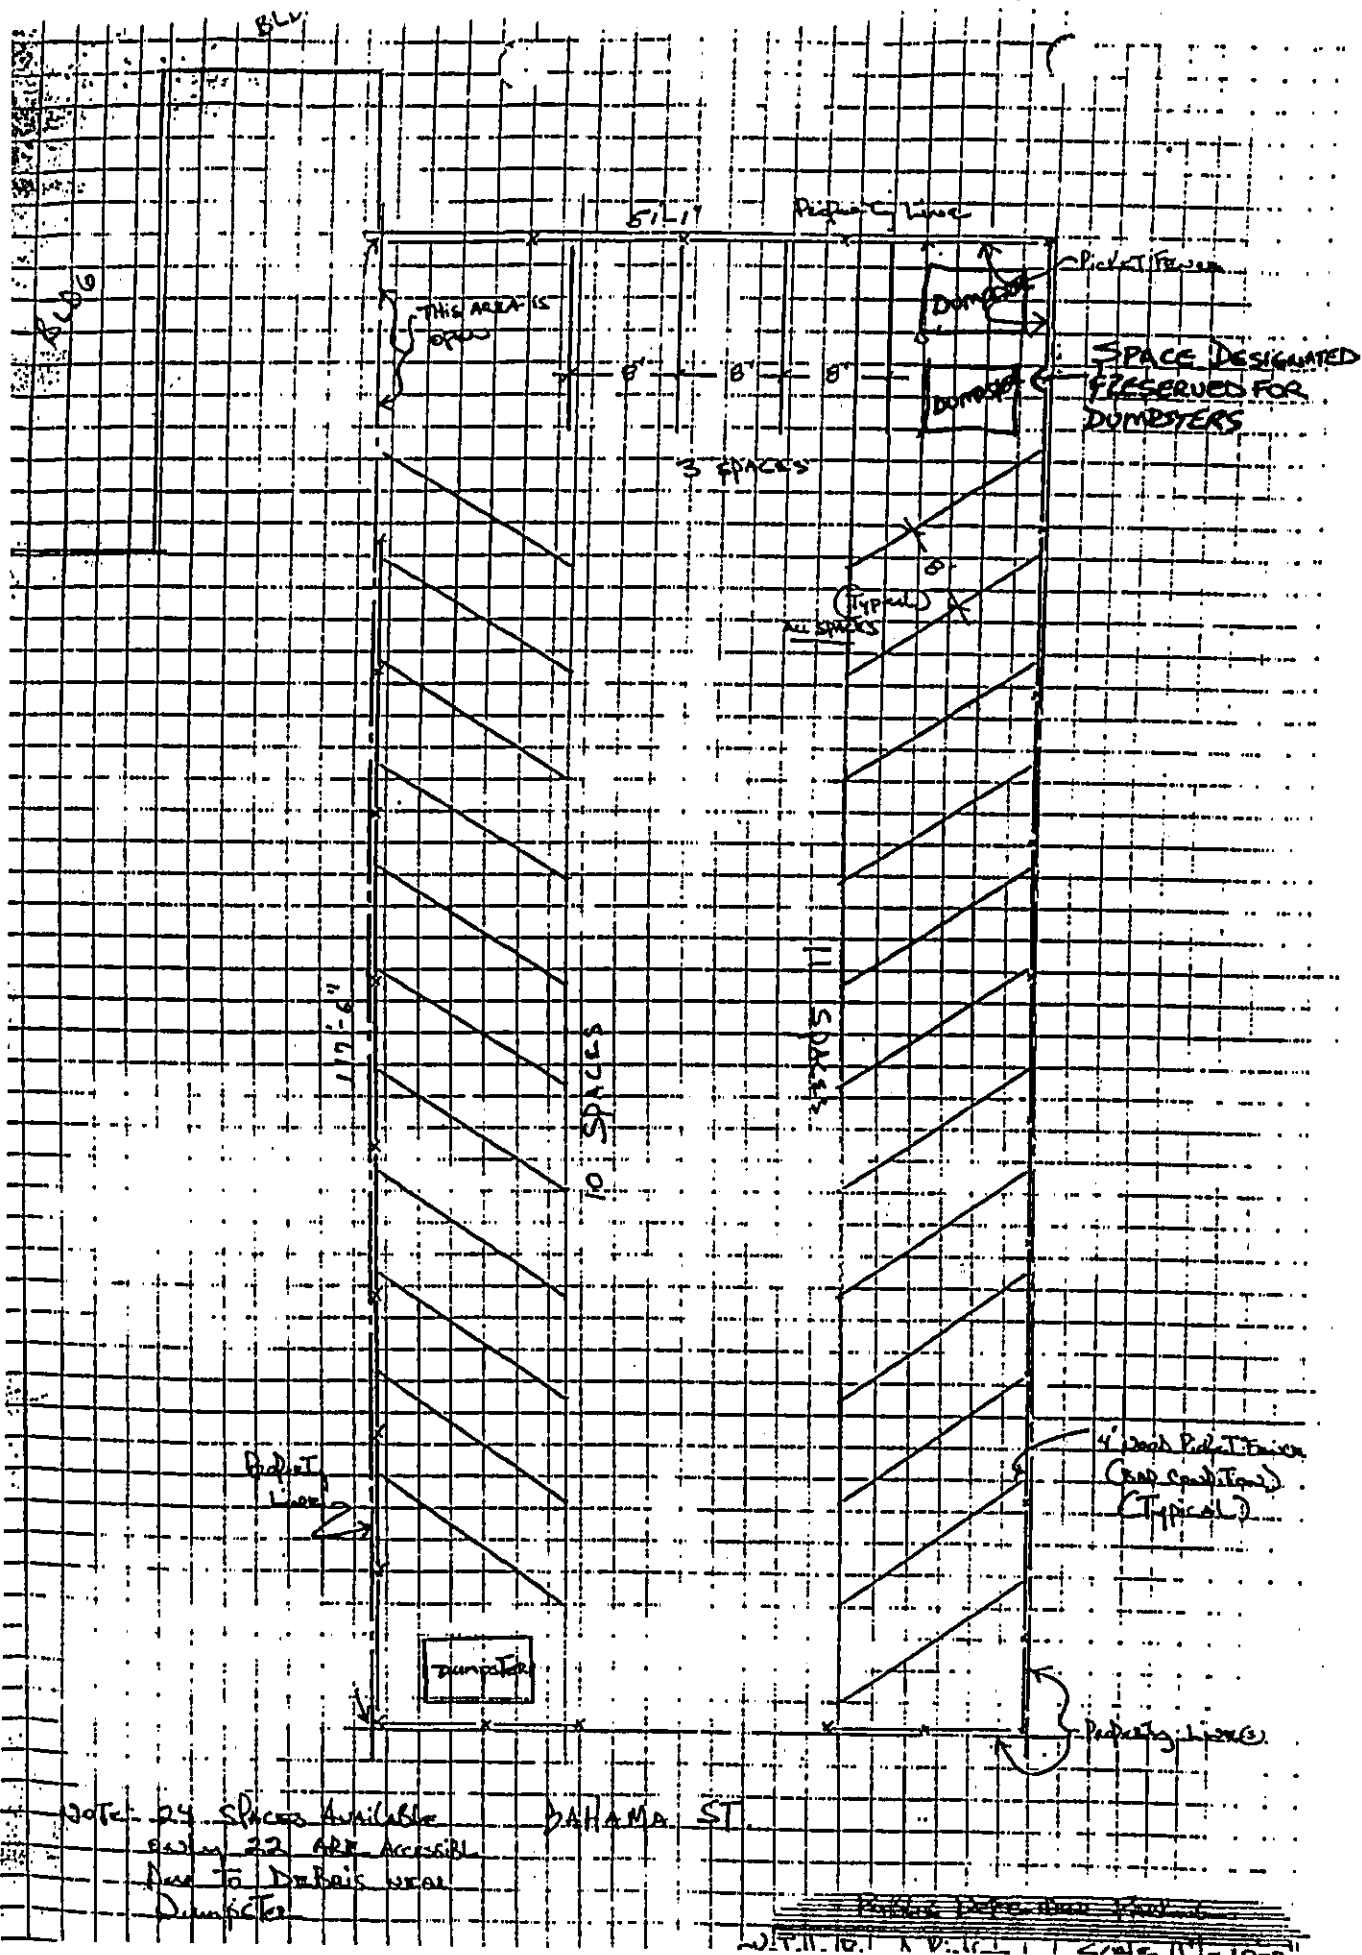 BLD.
BLDG
51'-1"
Property Line
THIS AREA IS
open
Picket Fence
Dumpster
Dumpster
8'
8'
8'
SPACE DESIGNATED
& RESERVED FOR
DUMPSTERS
3 SPACES
8'
(Typical)
ALL SPACES
117'-6"
10 SPACES
11 SPACES
Property
Line
4' Wood Picket Fence
(BAD Condition)
(Typical)
Dumpster
Property Line(s)
NOTE: 24 SPACES AVAILABLE
only 22 ARE Accessible
Due To DEBRIS NEAR
Dumpster
BAHAMA ST.